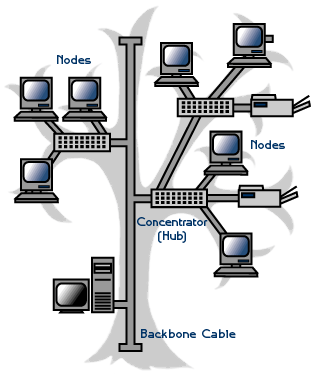 Nodes
Nodes
Concentrator
(Hub)
Backbone Cable